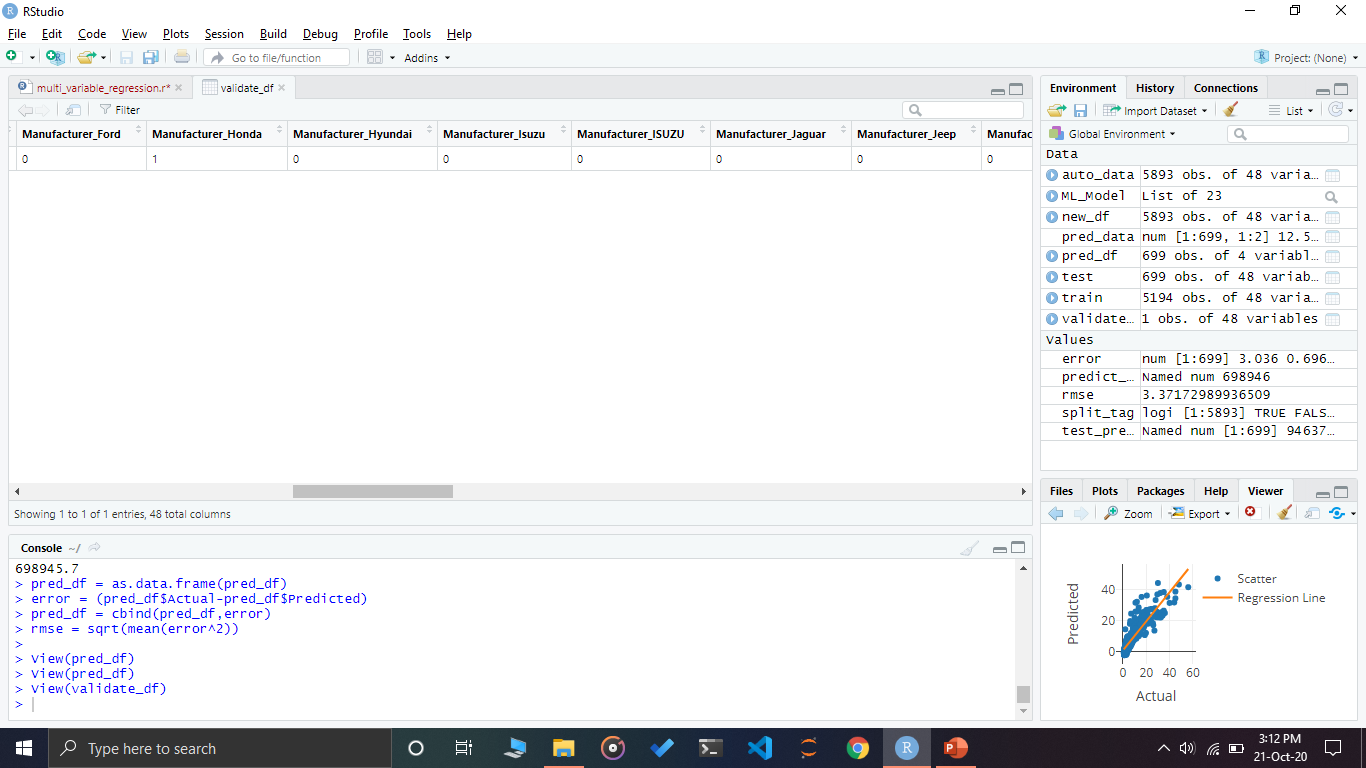 RStudio
File Edit Code View Plots Session Build Debug Profile Tools Help
Go to file/function Addins Project: (None)
multi_variable_regression.r* validate_df
Filter
Manufacturer_Ford Manufacturer_Honda Manufacturer_Hyundai Manufacturer_Isuzu Manufacturer_ISUZU Manufacturer_Jaguar Manufacturer_Jeep Manufac
0 1 0 0 0 0 0 0
Showing 1 to 1 of 1 entries, 48 total columns
Console ~/
698945.7
> pred_df = as.data.frame(pred_df)
> error = (pred_df$Actual-pred_df$Predicted)
> pred_df = cbind(pred_df,error)
> rmse = sqrt(mean(error^2))
>
> View(pred_df)
> View(pred_df)
> View(validate_df)
>
Environment History Connections
Import Dataset List
Global Environment
Data
auto_data 5893 obs. of 48 varia…
ML_Model List of 23
new_df 5893 obs. of 48 varia…
pred_data num [1:699, 1:2] 12.5…
pred_df 699 obs. of 4 variabl…
test 699 obs. of 48 variab…
train 5194 obs. of 48 varia…
validate… 1 obs. of 48 variables
Values
error num [1:699] 3.036 0.696…
predict_… Named num 698946
rmse 3.37172989936509
split_tag logi [1:5893] TRUE FALS…
test_pre… Named num [1:699] 94637…
Files Plots Packages Help Viewer
Zoom Export
Predicted
40
20
0
0 20 40 60
Actual
Scatter
Regression Line
Type here to search
3:12 PM
21-Oct-20